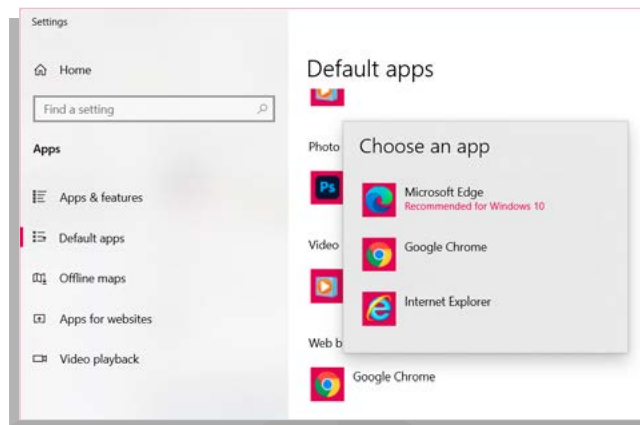 Settings
Home
Find a setting
Apps
Apps & features
Default apps
Offline maps
Apps for websites
Video playback
Default apps
Photo
Ps
Video
Web b
Google Chrome
Choose an app
Microsoft Edge
Recommended for Windows 10
Google Chrome
Internet Explorer